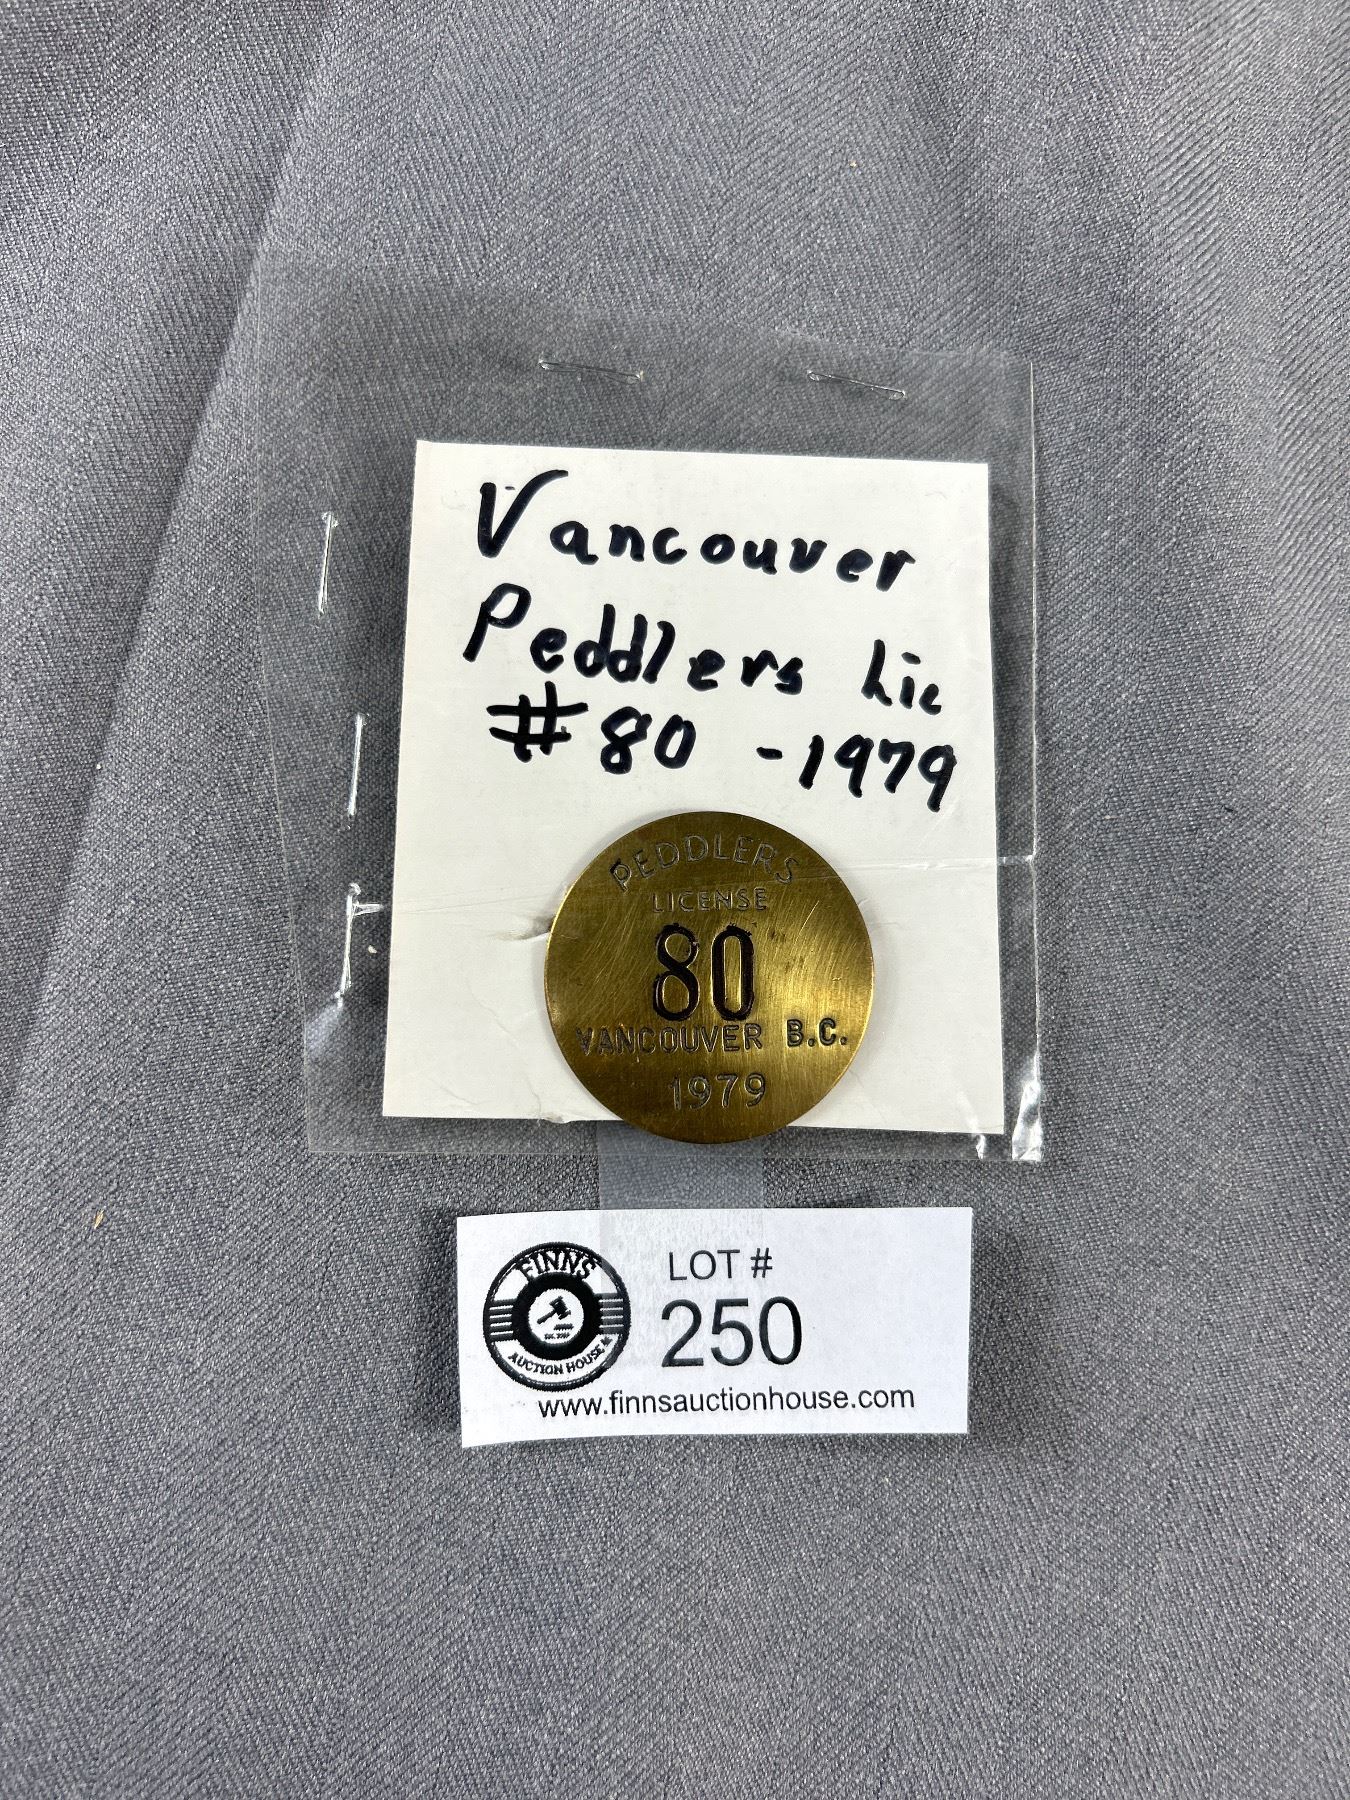 Vancouver
Peddlers Lic
#80 - 1979
PEDDLERS
LICENSE
80
VANCOUVER B.C.
1979
FINNS
AUCTION HOUSE
LOT #
250
www.finnsauctionhouse.com